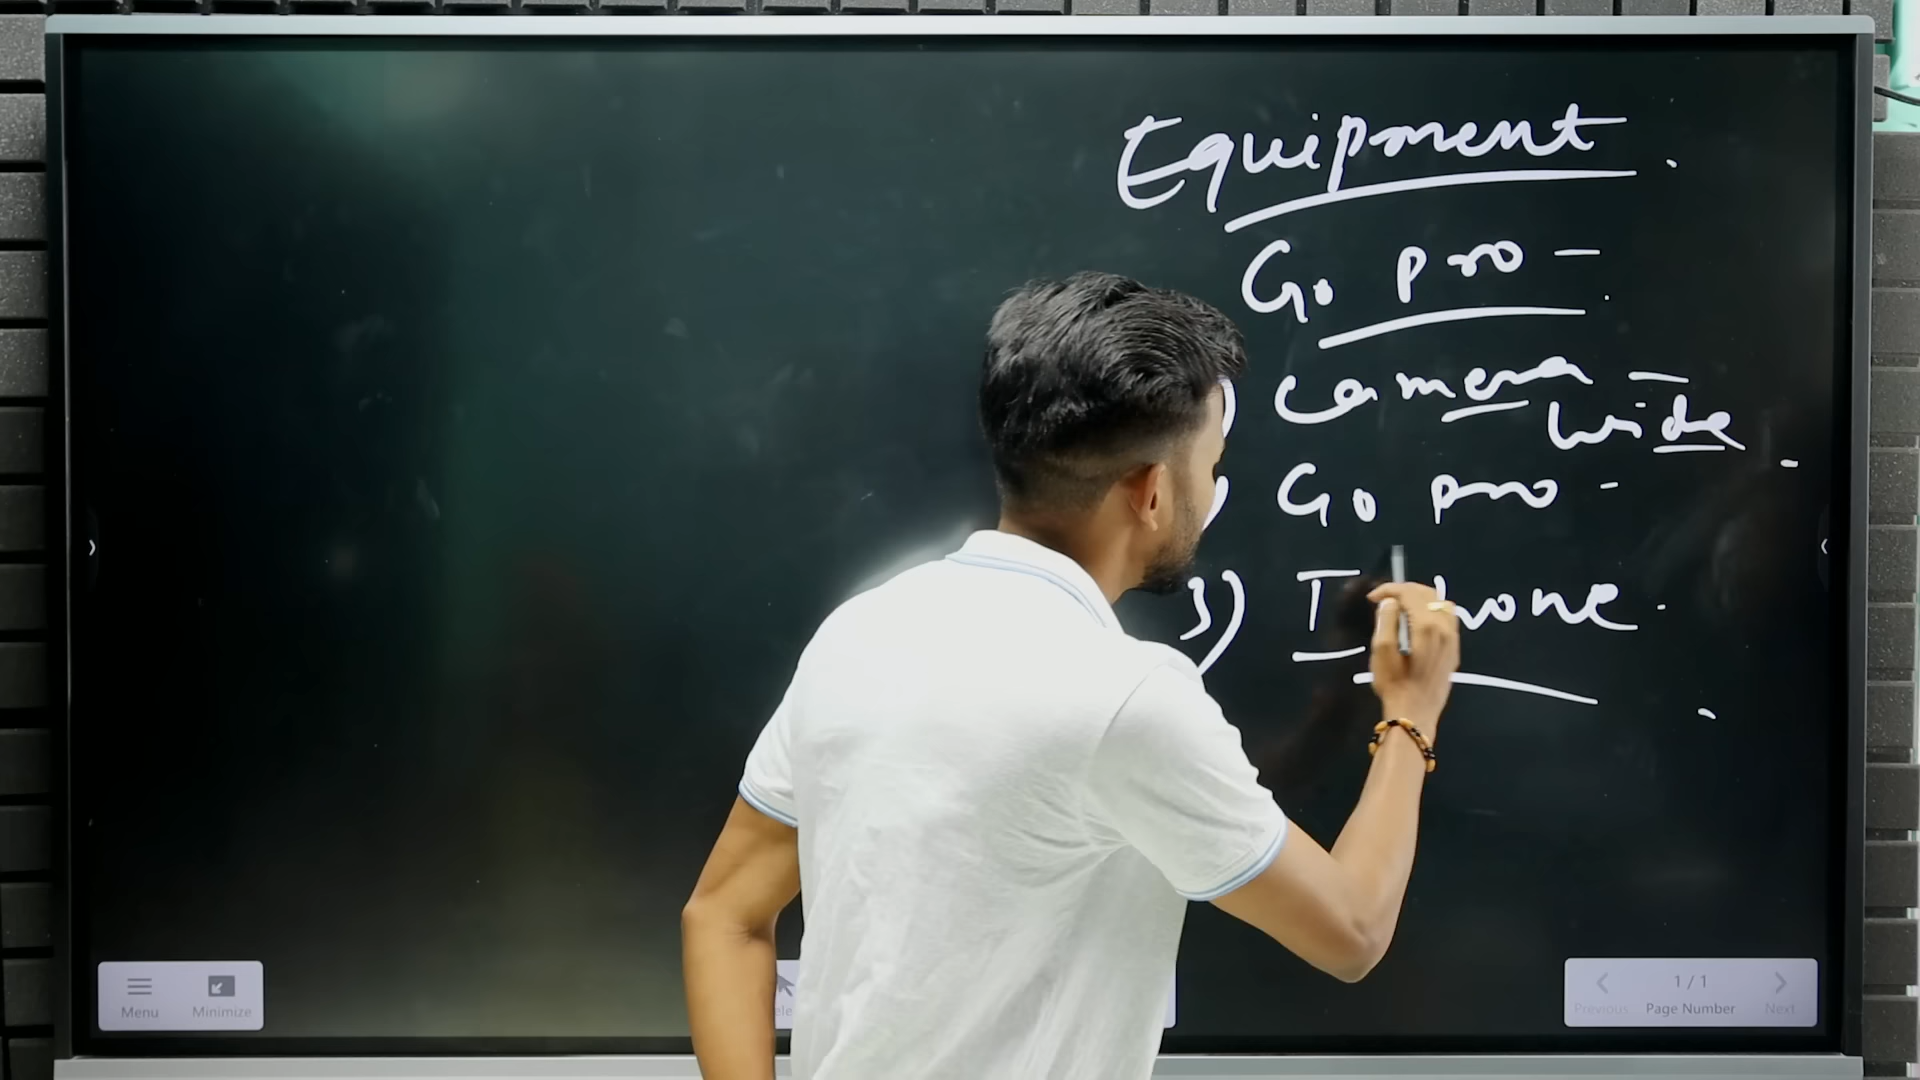 Equipment
Go pro -
) Camera -
wide
) Go pro -
3) I hone
Menu
Minimize
1 / 1
Previous
Page Number
Next